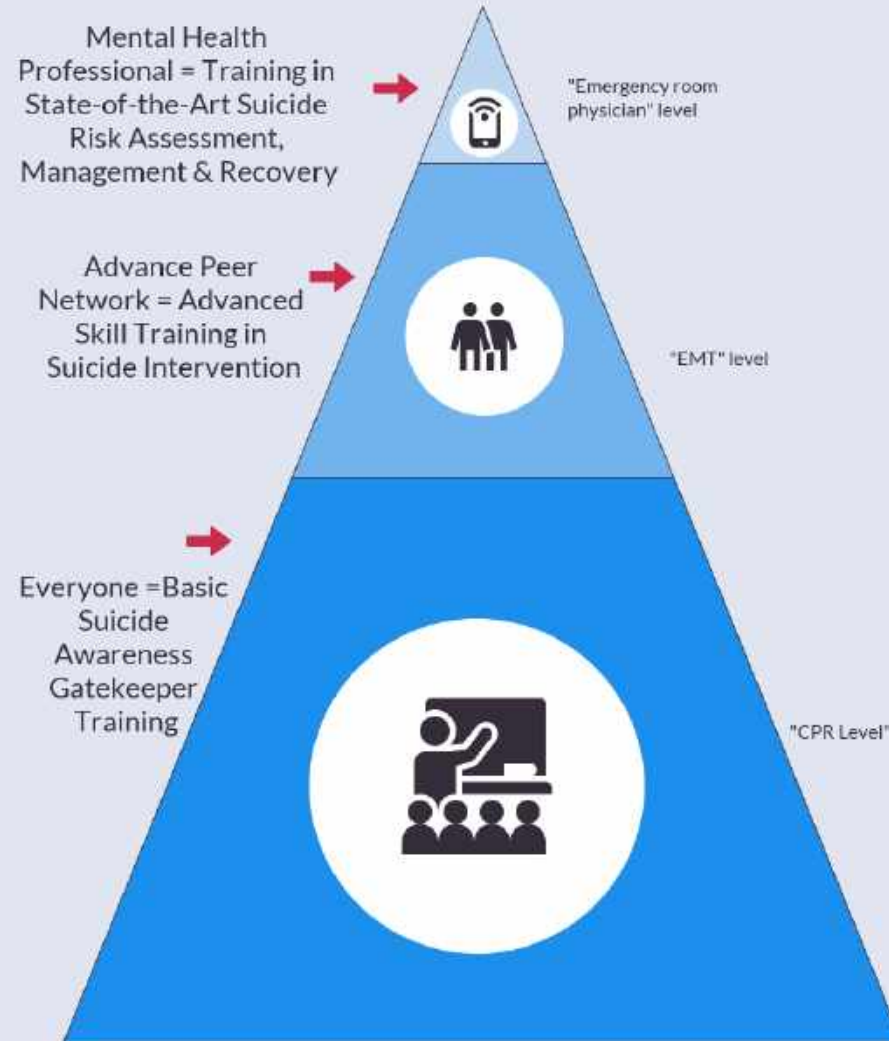 Mental Health
Professional = Training in
State-of-the-Art Suicide
Risk Assessment,
Management & Recovery
"Emergency room
physician" level
Advance Peer
Network = Advanced
Skill Training in
Suicide Intervention
"EMT" level
Everyone =Basic
Suicide
Awareness
Gatekeeper
Training
"CPR Level"